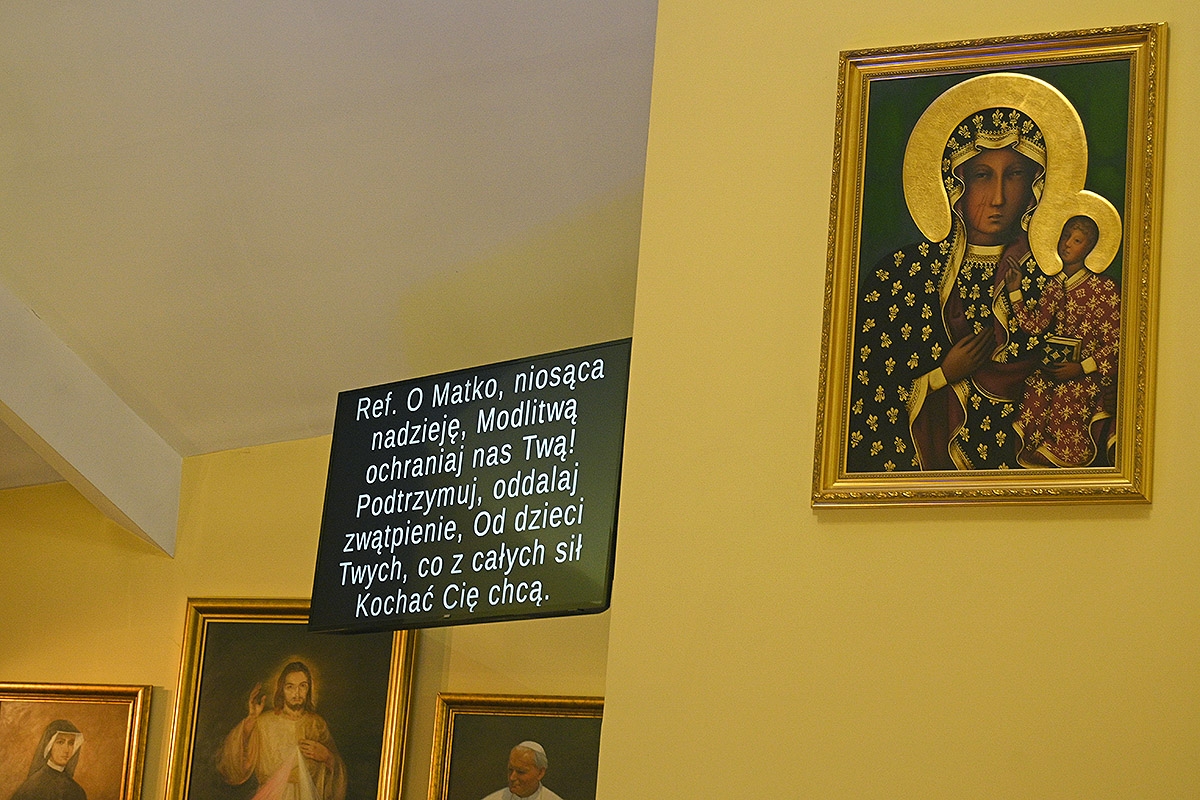 Ref. O Matko, niosąca
nadzieję, Modlitwą
ochraniaj nas Twą!
Podtrzymuj, oddalaj
zwątpienie, Od dzieci
Twych, co z całych sił
Kochać Cię chcą.